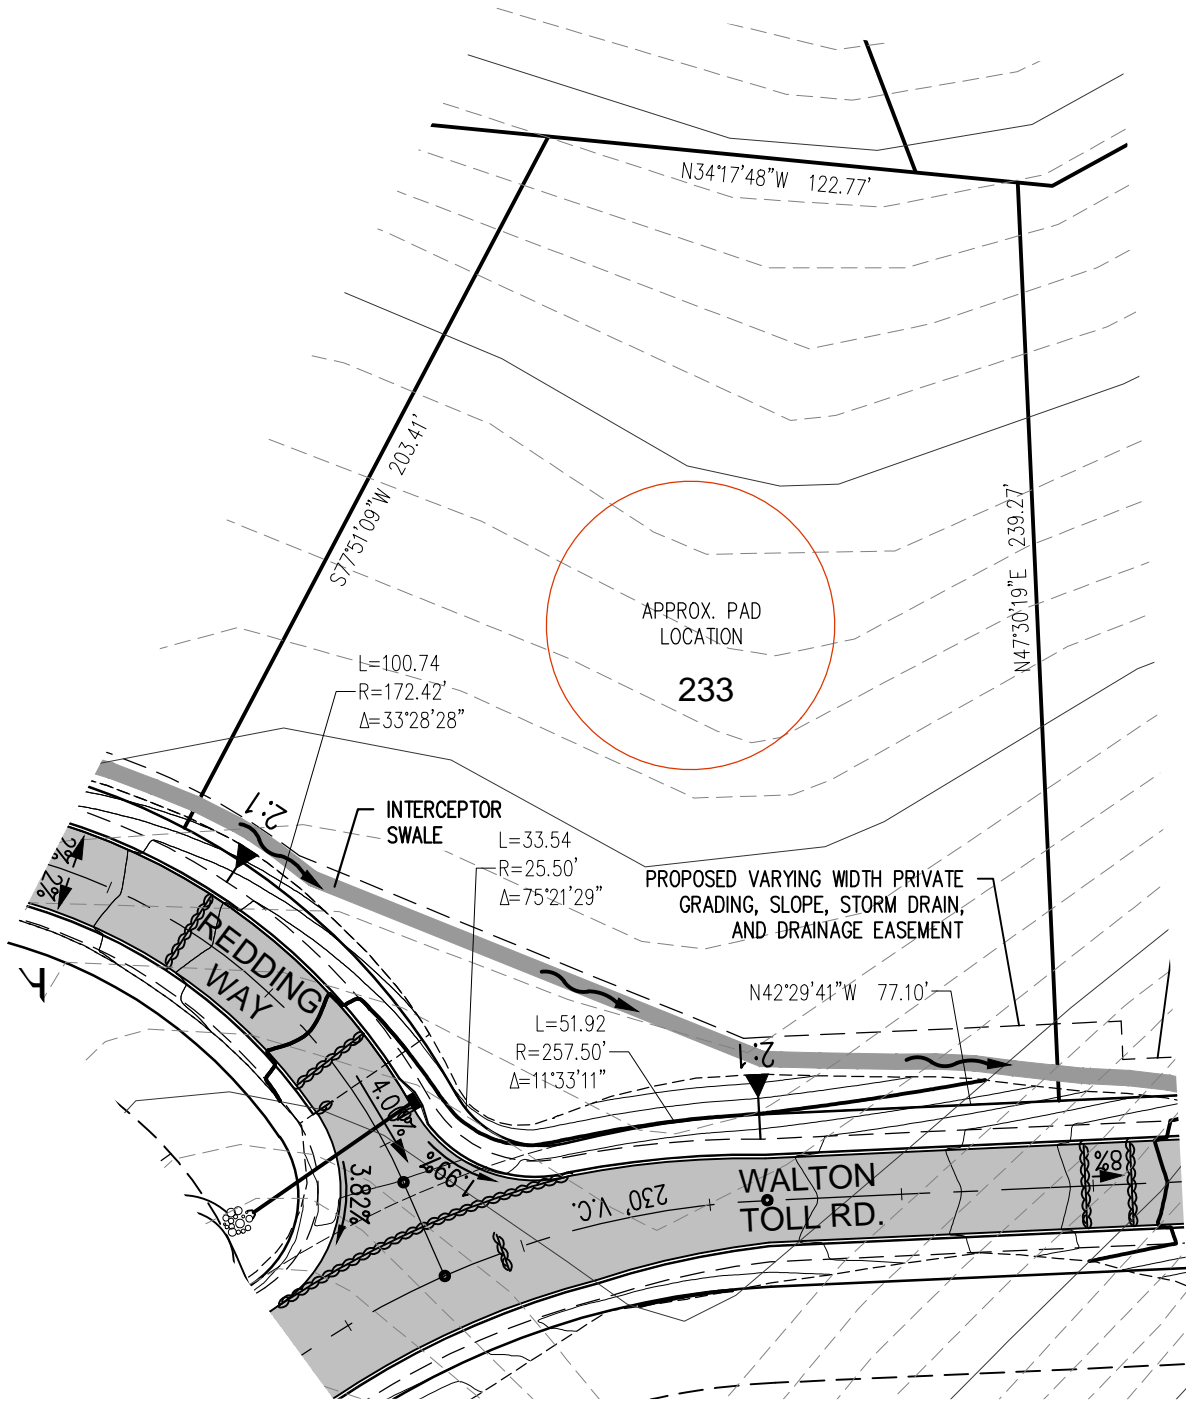 N34°17'48"W 122.77'
S77°51'09"W 203.41'
N47°30'19"E 239.27'
APPROX. PAD
LOCATION
233
L=100.74
R=172.42'
Δ=33°28'28"
2:1
INTERCEPTOR
SWALE
L=33.54
R=25.50'
Δ=75°21'29"
PROPOSED VARYING WIDTH PRIVATE
GRADING, SLOPE, STORM DRAIN,
AND DRAINAGE EASEMENT
N42°29'41"W 77.10'
L=51.92
R=257.50'
Δ=11°33'11"
2:1
2%
2%
REDDING
WAY
4.0%
1.99%
3.82%
230' V.C.
WALTON
TOLL RD.
8%